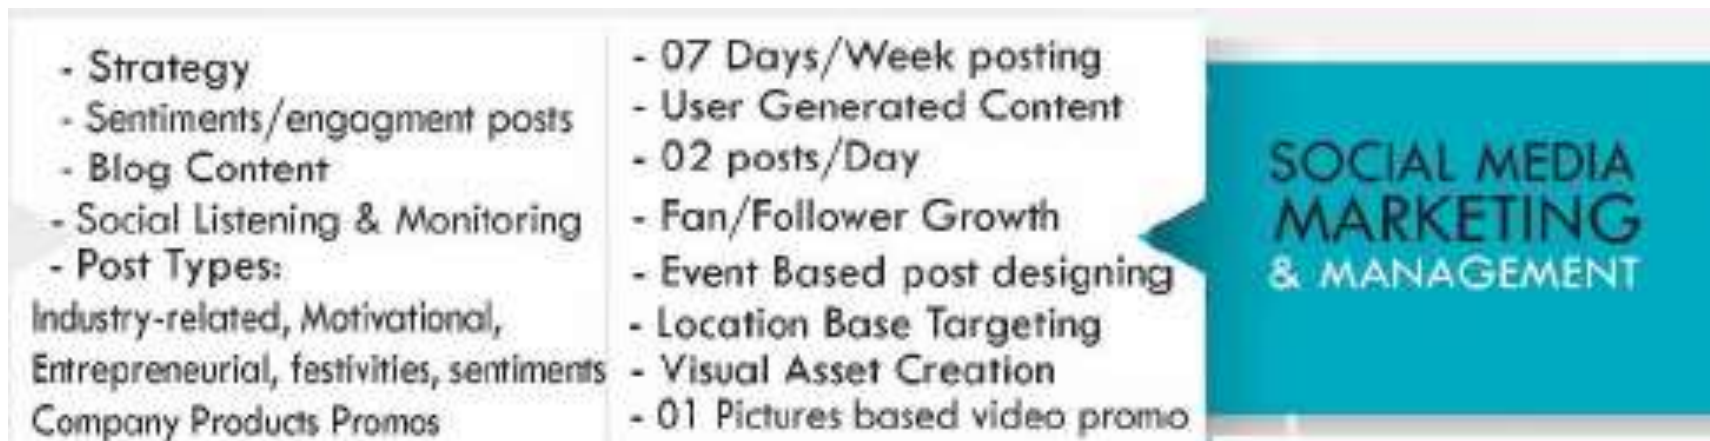 - Strategy
- Sentiments/engagment posts
- Blog Content
- Social Listening & Monitoring
- Post Types:
Industry-related, Motivational,
Entrepreneurial, festivities, sentiments
Company Products Promos
- 07 Days/Week posting
- User Generated Content
- 02 posts/Day
- Fan/Follower Growth
- Event Based post designing
- Location Base Targeting
- Visual Asset Creation
- 01 Pictures based video promo
SOCIAL MEDIA
MARKETING
& MANAGEMENT